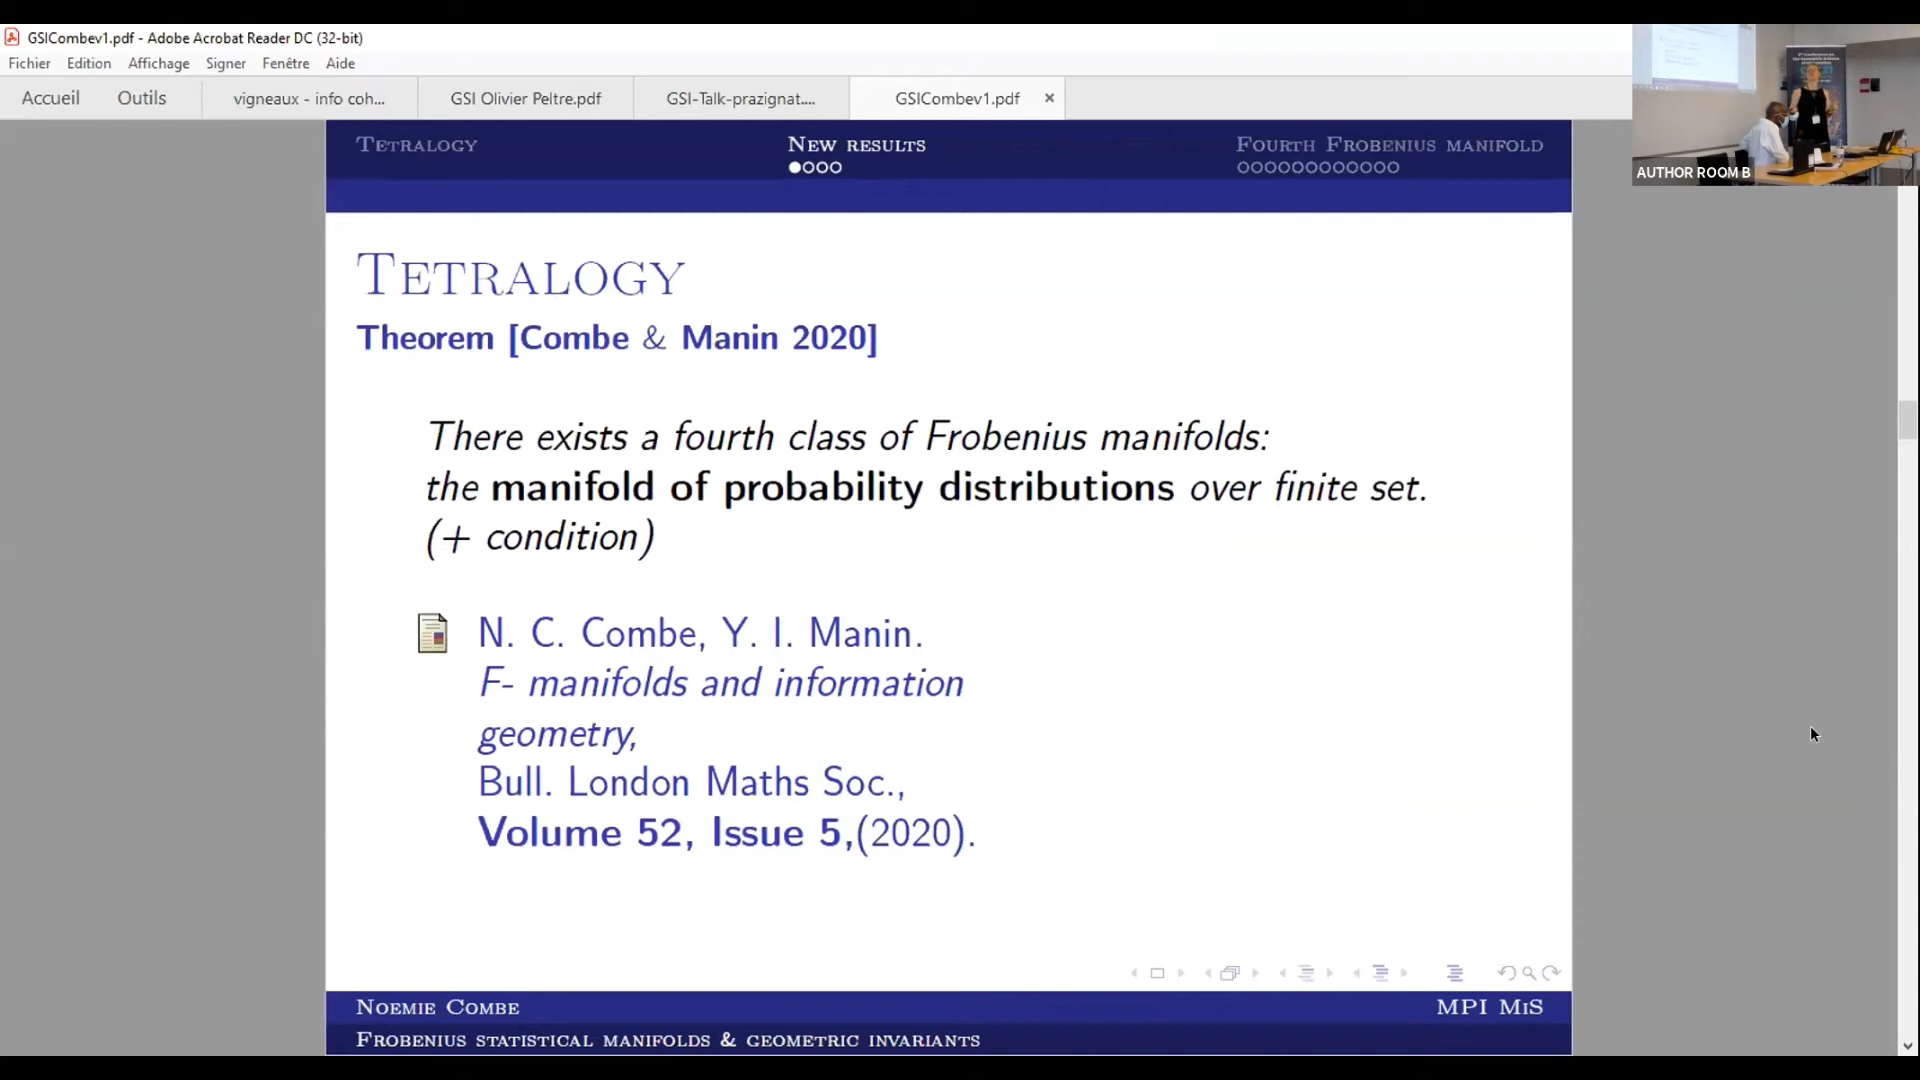 GSICombev1.pdf - Adobe Acrobat Reader DC (32-bit)
Fichier Edition Affichage Signer Fenêtre Aide
Accueil Outils vigneaux - info coh... GSI Olivier Peltre.pdf GSI-Talk-prazignat.... GSICombev1.pdf
AUTHOR ROOM B
Tetralogy New results Fourth Frobenius manifold
Tetralogy
Theorem [Combe & Manin 2020]
There exists a fourth class of Frobenius manifolds:
the manifold of probability distributions over finite set.
(+ condition)
N. C. Combe, Y. I. Manin.
F- manifolds and information
geometry,
Bull. London Maths Soc.,
Volume 52, Issue 5,(2020).
Noemie Combe MPI MiS
Frobenius statistical manifolds & geometric invariants